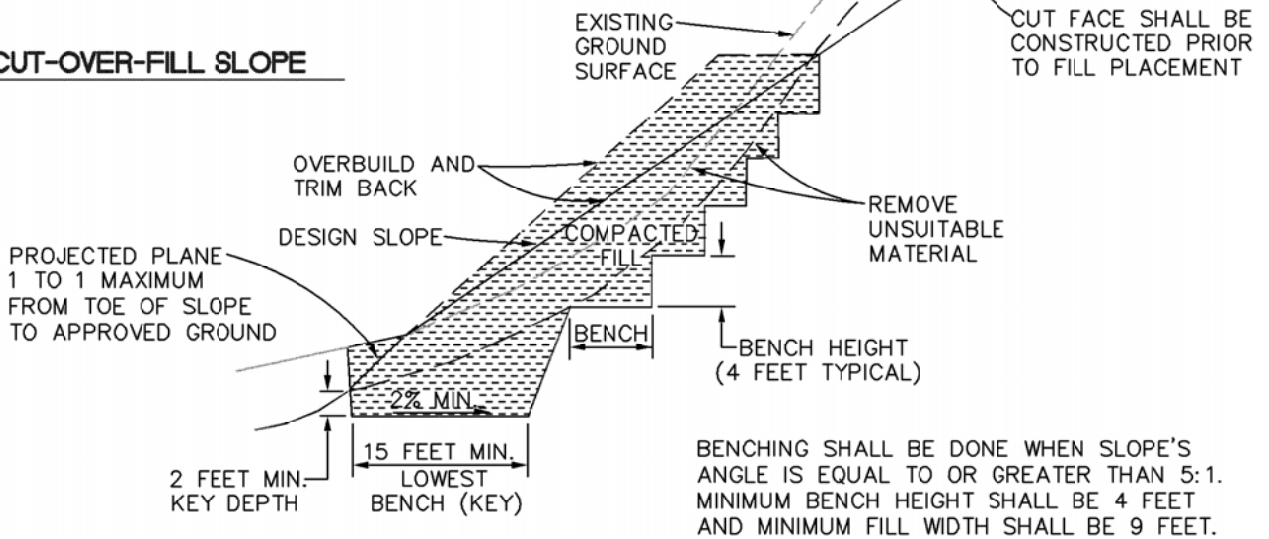 CUT-OVER-FILL SLOPE
EXISTING
GROUND
SURFACE
CUT FACE SHALL BE
CONSTRUCTED PRIOR
TO FILL PLACEMENT
OVERBUILD AND
TRIM BACK
DESIGN SLOPE
COMPACTED
FILL
REMOVE
UNSUITABLE
MATERIAL
PROJECTED PLANE
1 TO 1 MAXIMUM
FROM TOE OF SLOPE
TO APPROVED GROUND
BENCH
BENCH HEIGHT
(4 FEET TYPICAL)
2% MIN.
15 FEET MIN.
LOWEST
BENCH (KEY)
2 FEET MIN.
KEY DEPTH
BENCHING SHALL BE DONE WHEN SLOPE'S
ANGLE IS EQUAL TO OR GREATER THAN 5:1.
MINIMUM BENCH HEIGHT SHALL BE 4 FEET
AND MINIMUM FILL WIDTH SHALL BE 9 FEET.